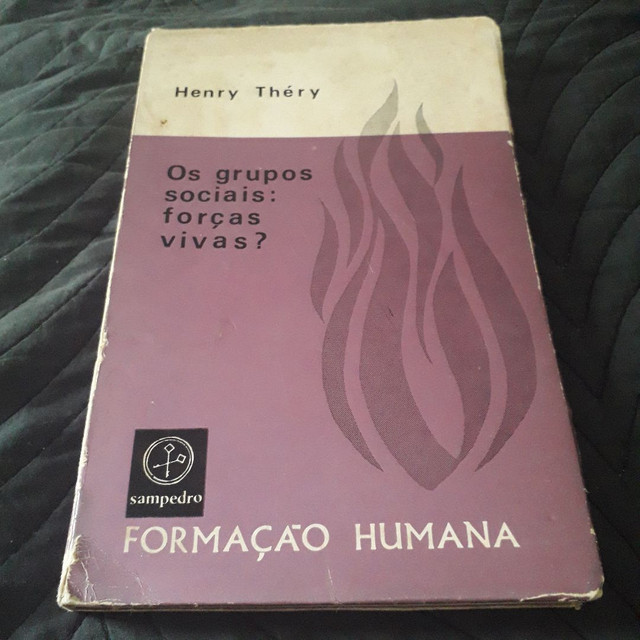 Henry Théry
Os grupos
sociais:
forças
vivas?
sampedro
FORMAÇÃO HUMANA